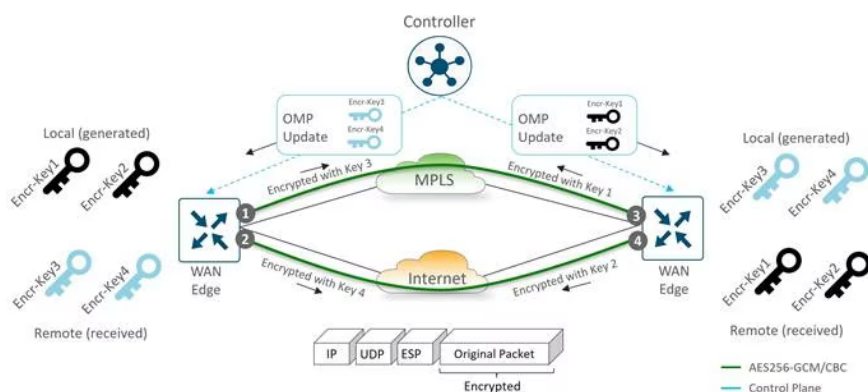 Controller
OMP
Update
Encr-Key3
Encr-Key4
OMP
Update
Encr-Key1
Encr-Key2
Local (generated)
Encr-Key1
Encr-Key2
Encr-Key3
Encr-Key4
Remote (received)
Local (generated)
Encr-Key3
Encr-Key4
Encr-Key1
Encr-Key2
Remote (received)
Encrypted with Key 3
Encrypted with Key 1
MPLS
1
2
3
4
WAN
Edge
WAN
Edge
Internet
Encrypted with Key 4
Encrypted with Key 2
IP
UDP
ESP
Original Packet
Encrypted
AES256-GCM/CBC
Control Plane